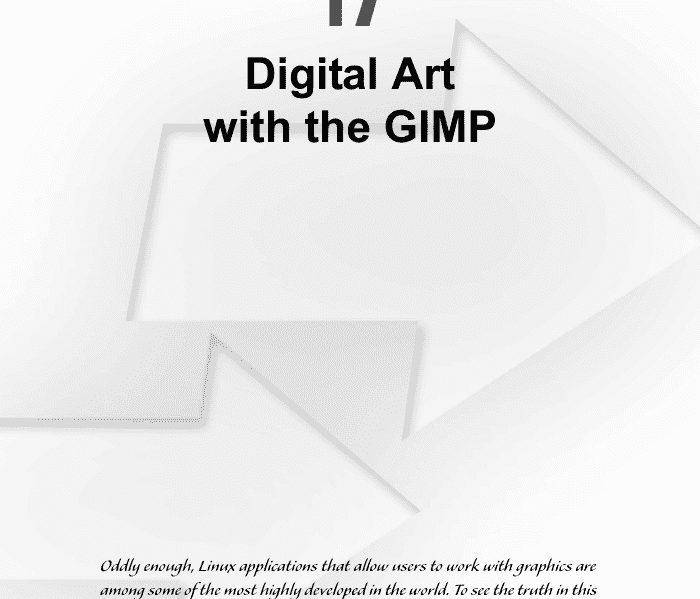 17
Digital Art
with the GIMP
Oddly enough, Linux applications that allow users to work with graphics are
among some of the most highly developed in the world. To see the truth in this